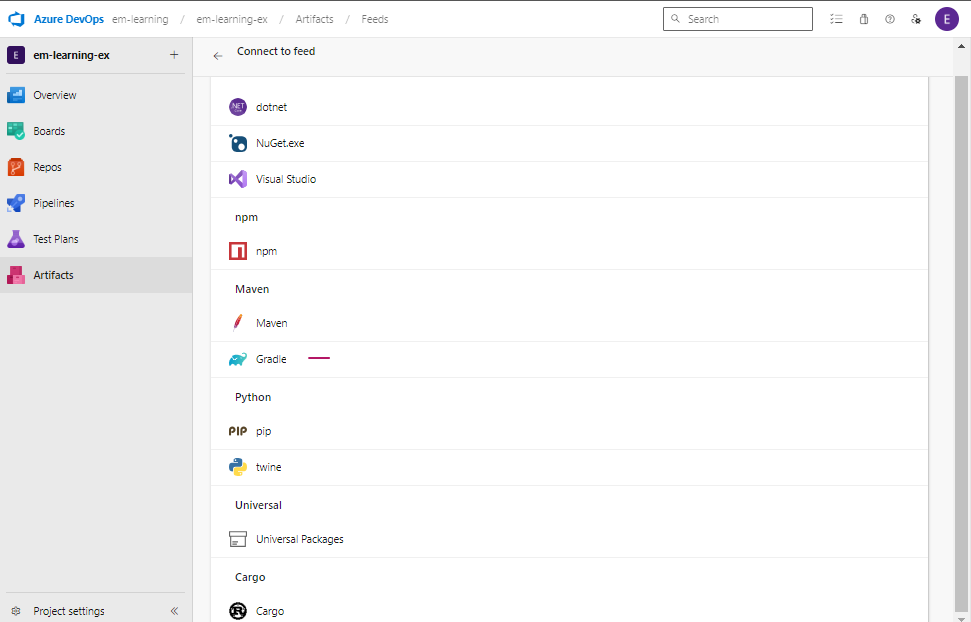 Azure DevOps em-learning / em-learning-ex / Artifacts / Feeds Search E
E em-learning-ex +
Connect to feed
Overview
Boards
Repos
Pipelines
Test Plans
Artifacts
Project settings
NET dotnet
NuGet.exe
Visual Studio
npm
npm
Maven
Maven
Gradle
Python
PIP pip
twine
Universal
Universal Packages
Cargo
R Cargo